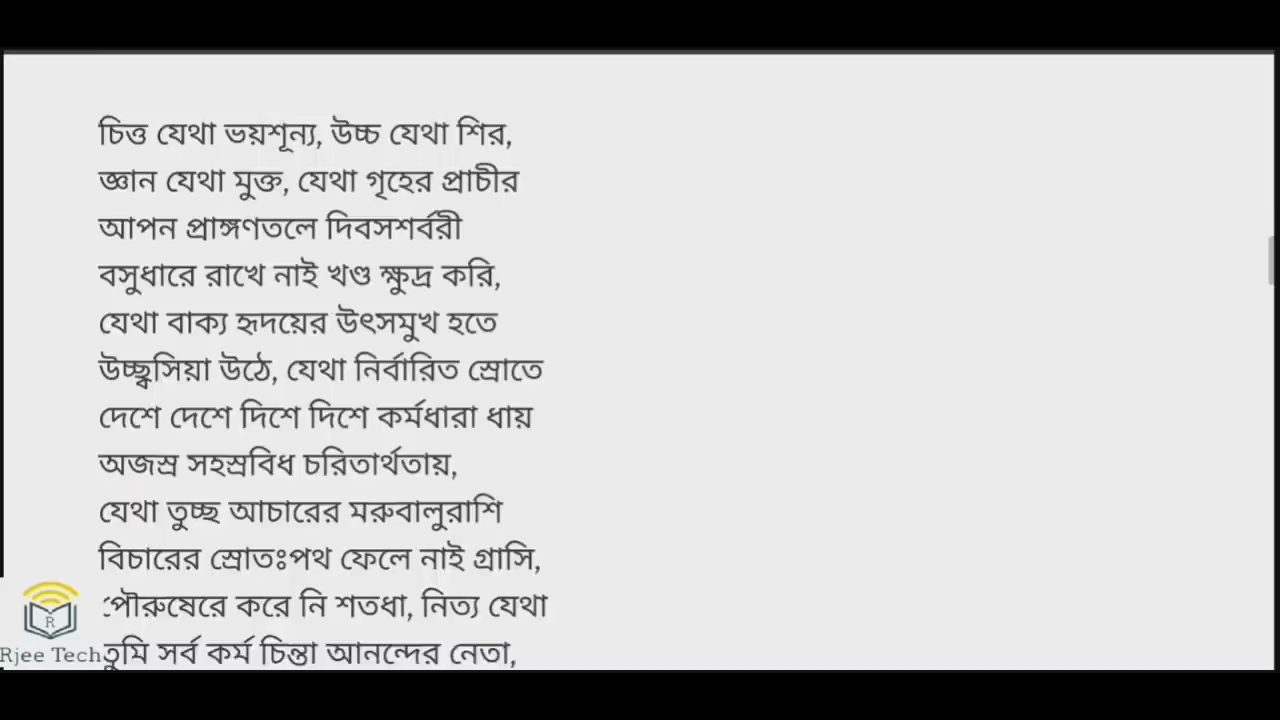 চিত্ত যেথা ভয়শূন্য, উচ্চ যেথা শির,
জ্ঞান যেথা মুক্ত, যেথা গৃহের প্রাচীর
আপন প্রাঙ্গণতলে দিবসশর্বরী
বসুধারে রাখে নাই খণ্ড ক্ষুদ্র করি,
যেথা বাক্য হৃদয়ের উৎসমুখ হতে
উচ্ছ্বসিয়া উঠে, যেথা নির্বারিত স্রোতে
দেশে দেশে দিশে দিশে কর্মধারা ধায়
অজস্র সহস্রবিধ চরিতার্থতায়,
যেথা তুচ্ছ আচারের মরুবালুরাশি
বিচারের স্রোতঃপথ ফেলে নাই গ্রাসি,
পৌরুষেরে করে নি শতধা, নিত্য যেথা
তুমি সর্ব কর্ম চিন্তা আনন্দের নেতা,
R
Rjee Tech